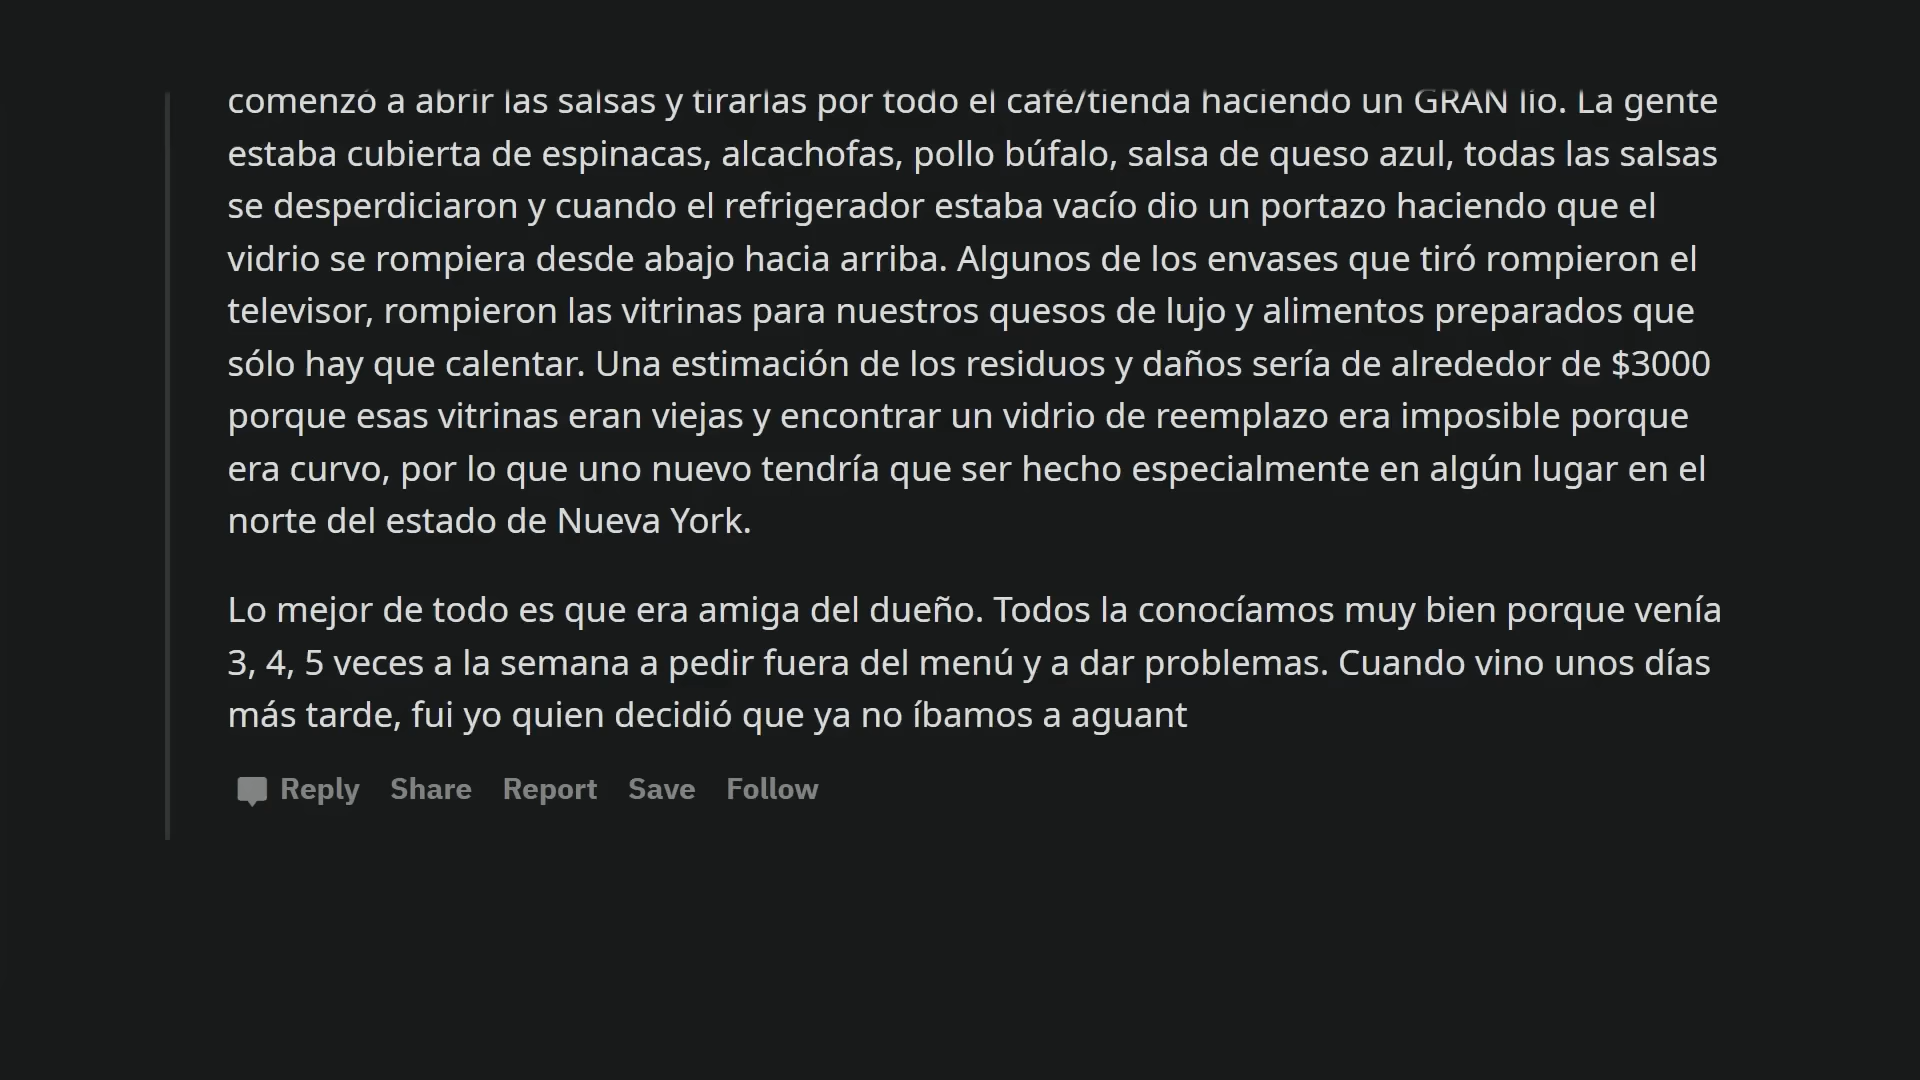 comenzó a abrir las salsas y tirarlas por todo el café/tienda haciendo un GRAN lío. La gente
estaba cubierta de espinacas, alcachofas, pollo búfalo, salsa de queso azul, todas las salsas
se desperdiciaron y cuando el refrigerador estaba vacío dio un portazo haciendo que el
vidrio se rompiera desde abajo hacia arriba. Algunos de los envases que tiró rompieron el
televisor, rompieron las vitrinas para nuestros quesos de lujo y alimentos preparados que
sólo hay que calentar. Una estimación de los residuos y daños sería de alrededor de $3000
porque esas vitrinas eran viejas y encontrar un vidrio de reemplazo era imposible porque
era curvo, por lo que uno nuevo tendría que ser hecho especialmente en algún lugar en el
norte del estado de Nueva York.
Lo mejor de todo es que era amiga del dueño. Todos la conocíamos muy bien porque venía
3, 4, 5 veces a la semana a pedir fuera del menú y a dar problemas. Cuando vino unos días
más tarde, fui yo quien decidió que ya no íbamos a aguant
Reply Share Report Save Follow